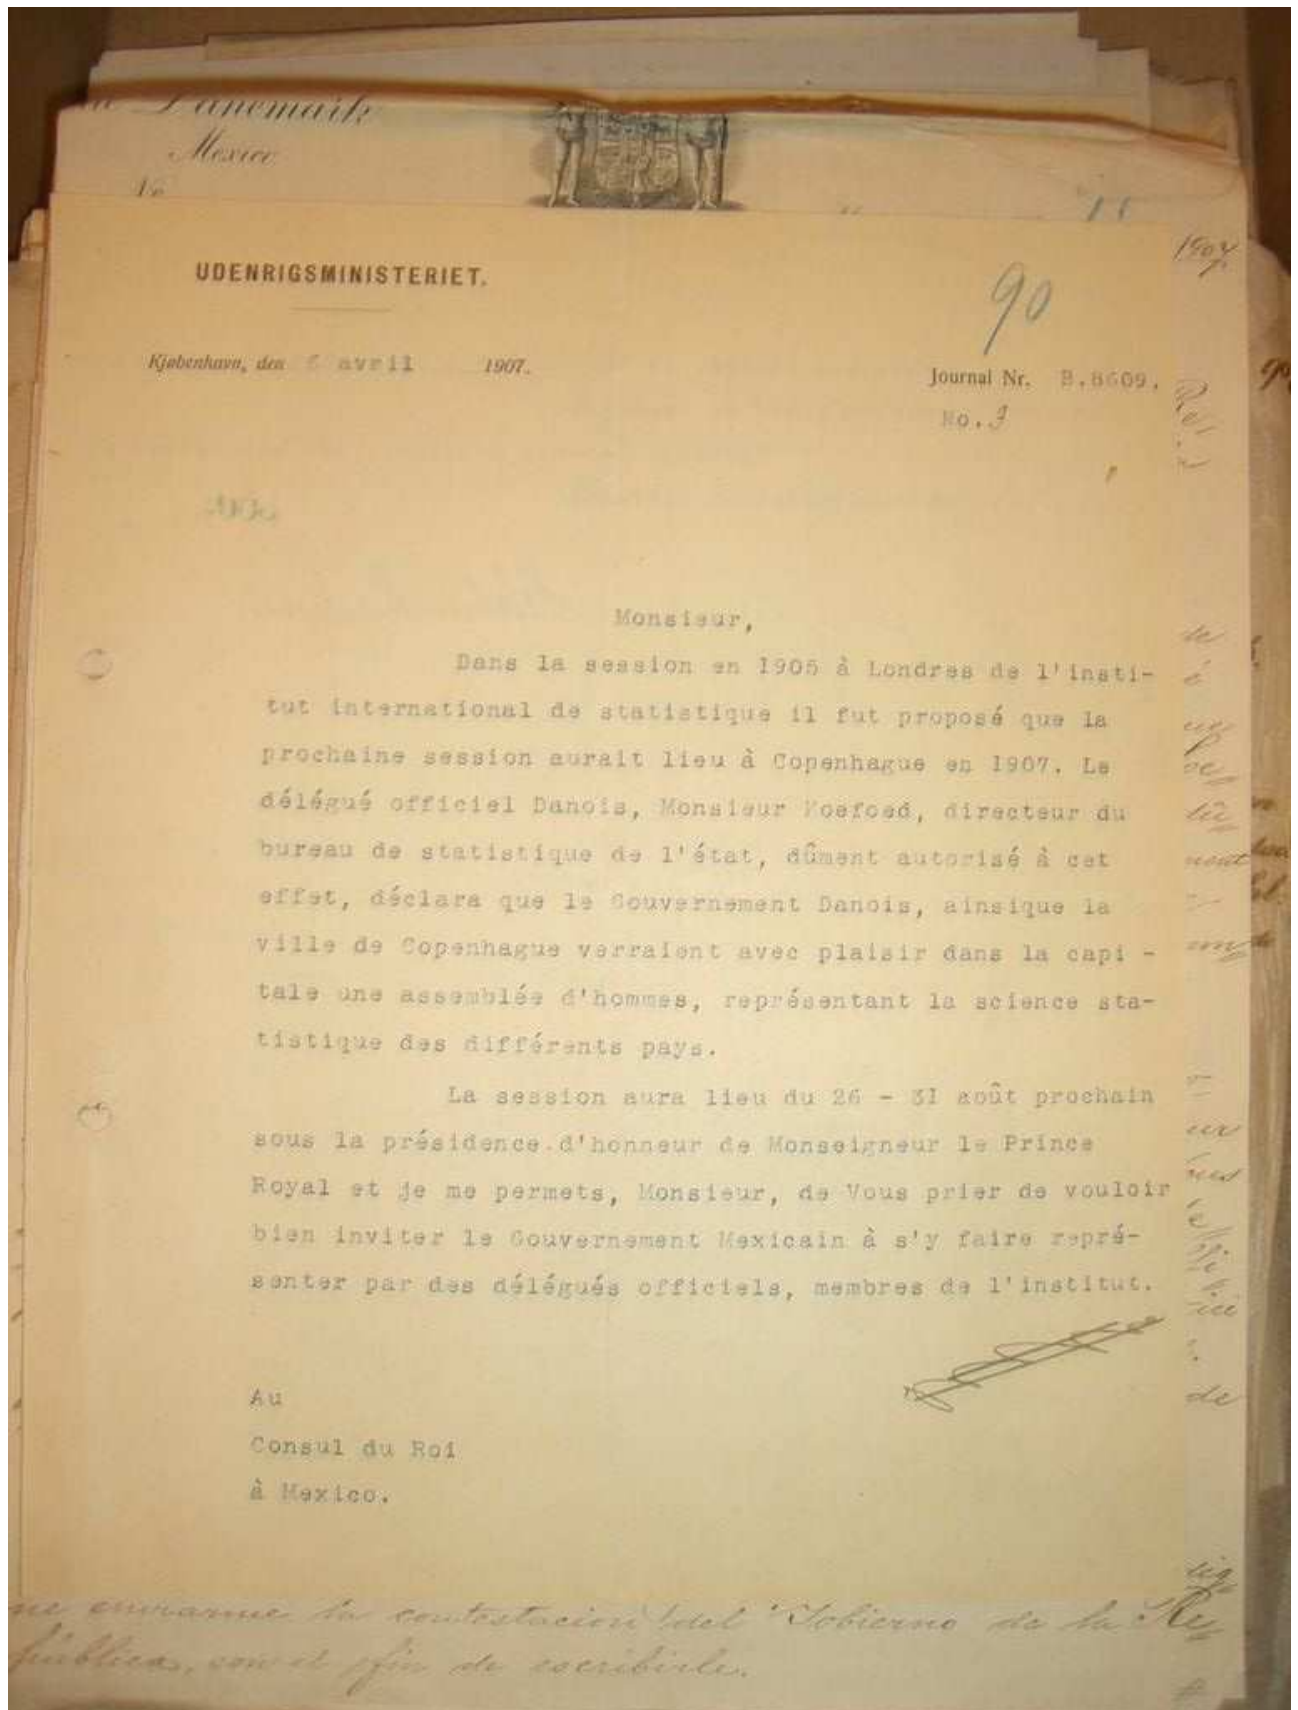 Danemark
Mexico
UDENRIGSMINISTERIET.
90
1907.
Kjøbenhavn, den 6 avril 1907.
Journal Nr. B.8609.
No. 3
Monsieur,
Dans la session en 1905 à Londres de l'insti-
tut international de statistique il fut proposé que la
prochaine session aurait lieu à Copenhague en 1907. Le
délégué officiel Danois, Monsieur Koefoed, directeur du
bureau de statistique de l'état, dûment autorisé à cet
effet, déclara que le Gouvernement Danois, ainsique la
ville de Copenhague verraient avec plaisir dans la capi -
tale une assemblée d'hommes, représentant la science sta-
tistique des différents pays.
La session aura lieu du 26 - 31 août prochain
sous la présidence d'honneur de Monseigneur le Prince
Royal et je me permets, Monsieur, de Vous prier de vouloir
bien inviter le Gouvernement Mexicain à s'y faire repré-
senter par des délégués officiels, membres de l'institut.
Au
Consul du Roi
à Mexico.
me enviarme la contestacion del Gobierno de la Re-
pública, con el fin de escribirle.